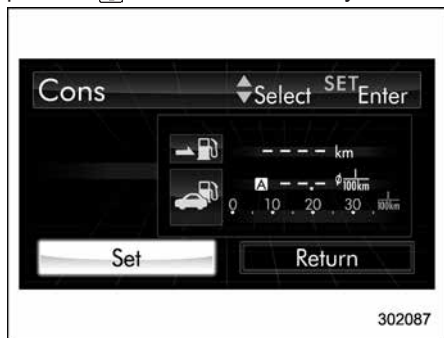 Cons Select SET Enter
---- km
A --.- ø l/100km
0 . 10 . 20 . 30 . l/100km
Set Return
302087